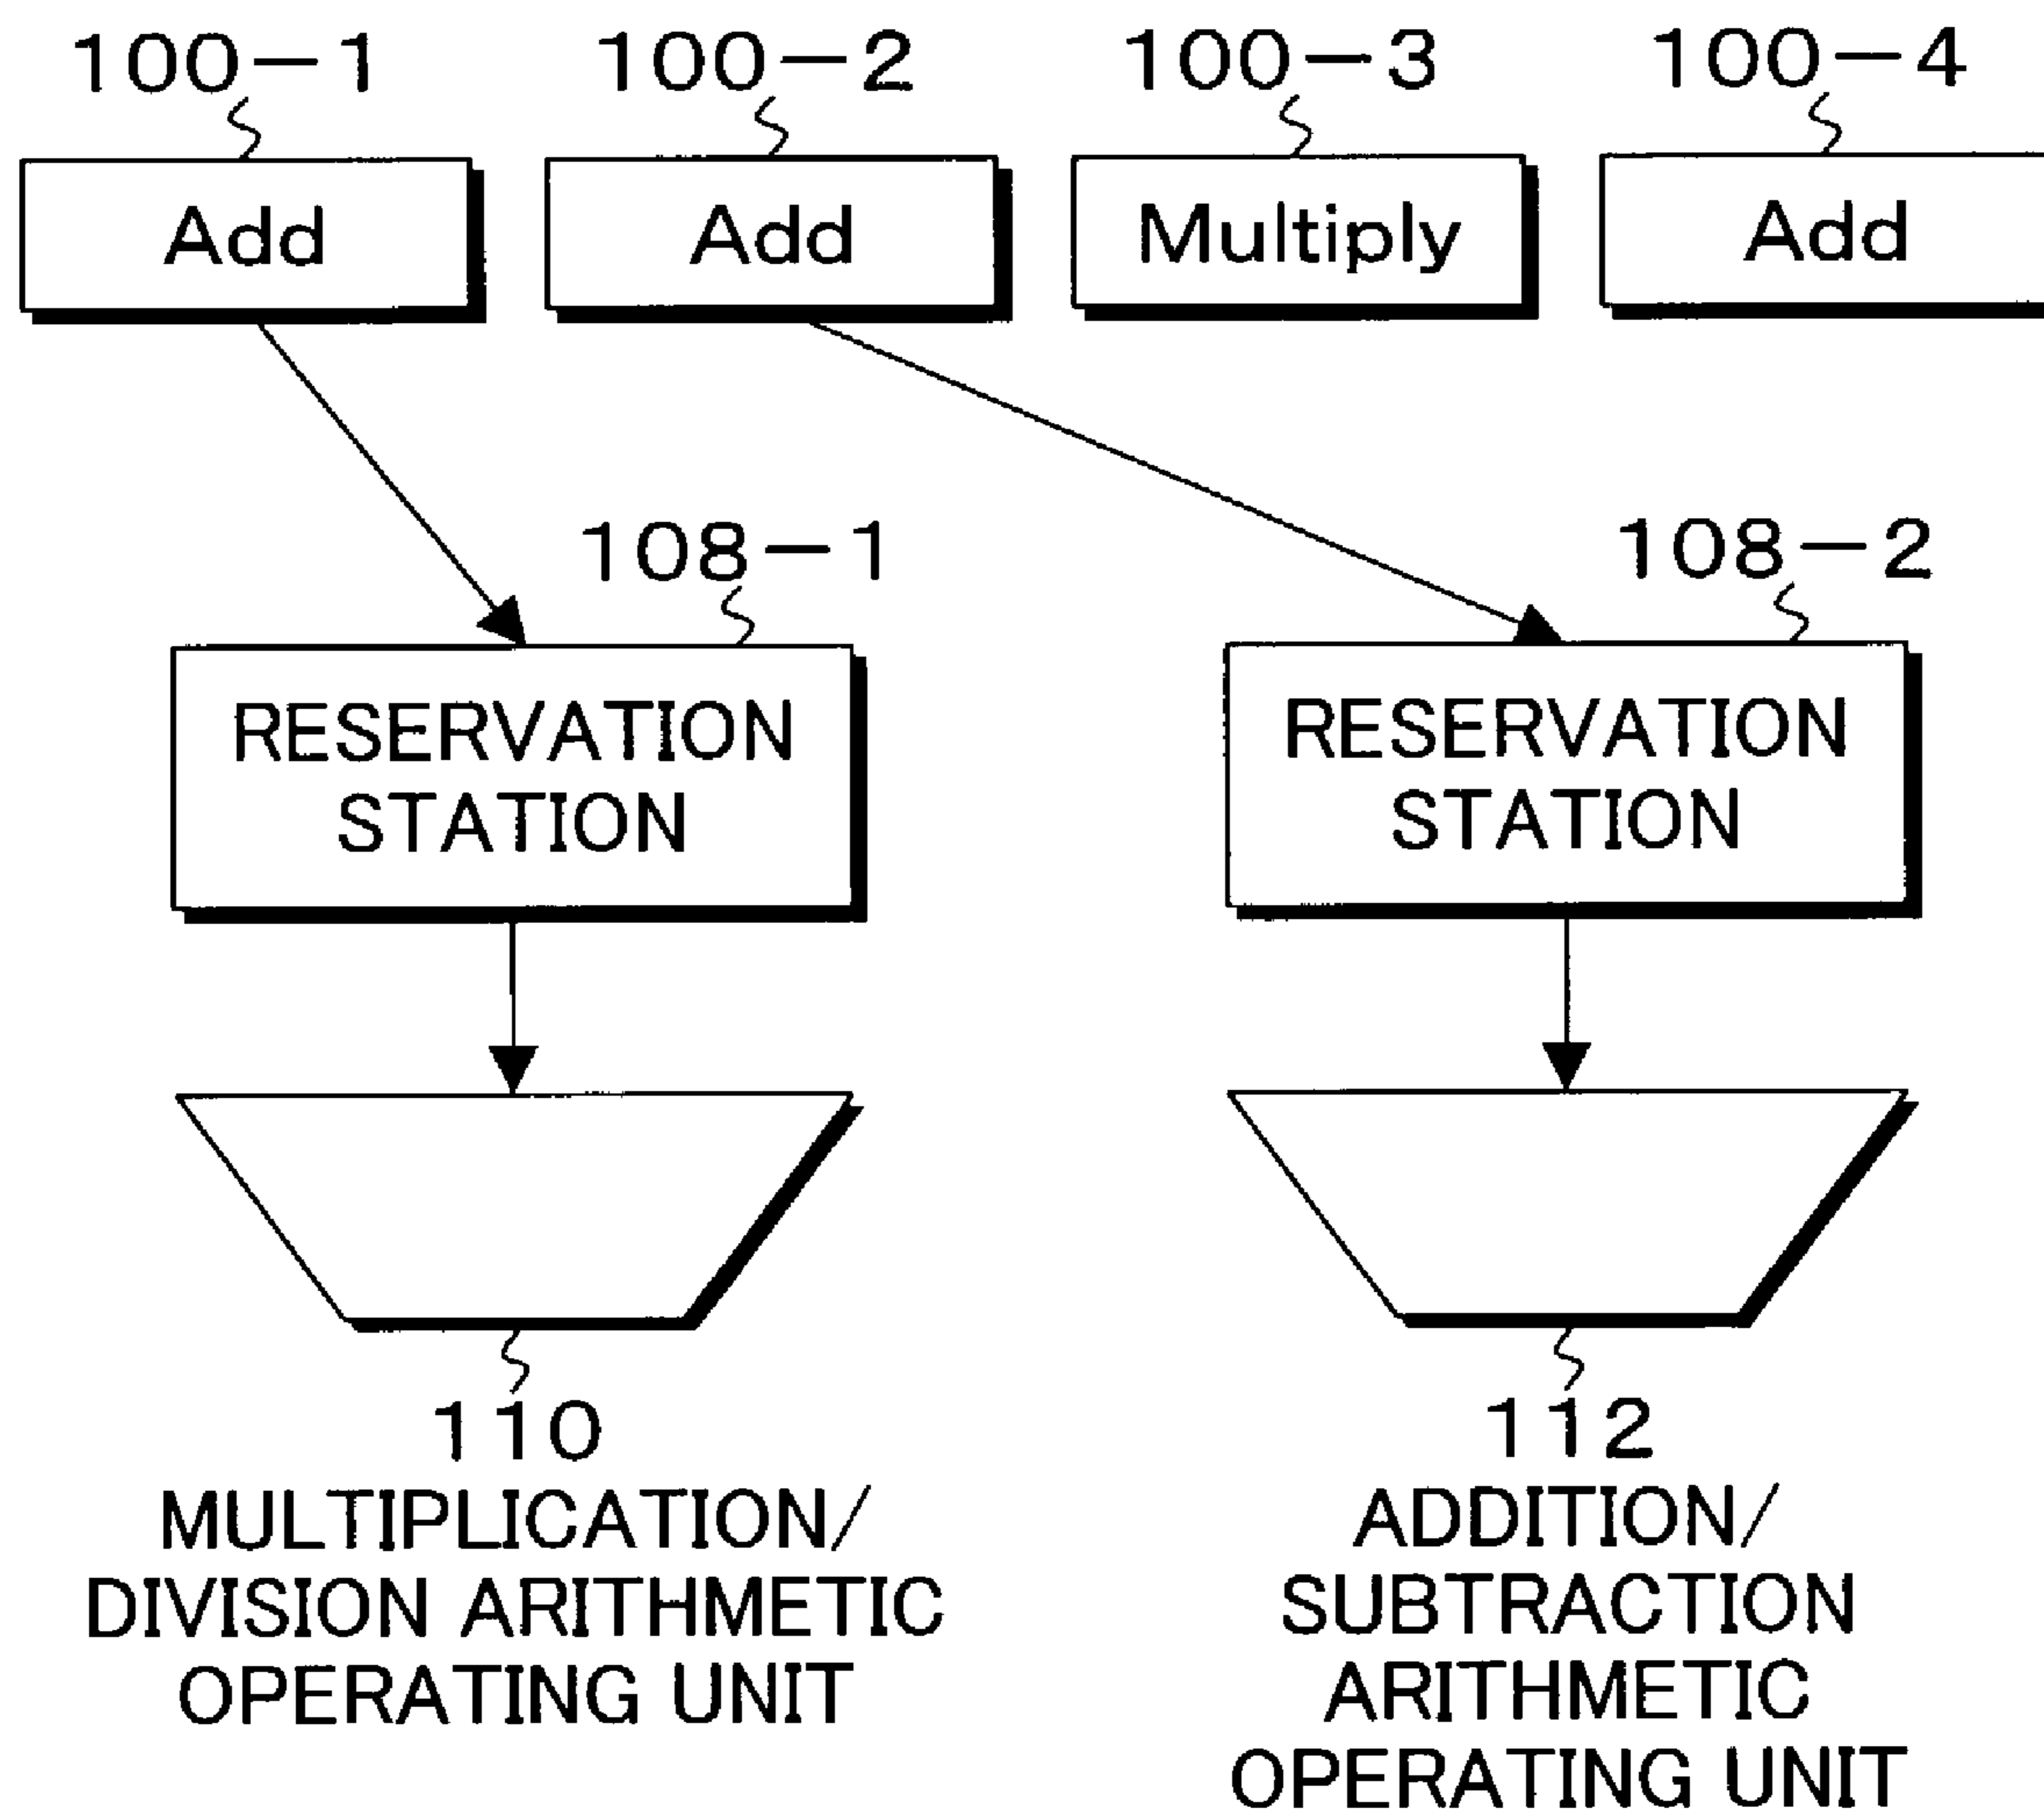 100-1 100-2 100-3 100-4
Add Add Multiply Add
108-1 108-2
RESERVATION STATION
RESERVATION STATION
110
MULTIPLICATION/
DIVISION ARITHMETIC
OPERATING UNIT
112
ADDITION/
SUBTRACTION
ARITHMETIC
OPERATING UNIT